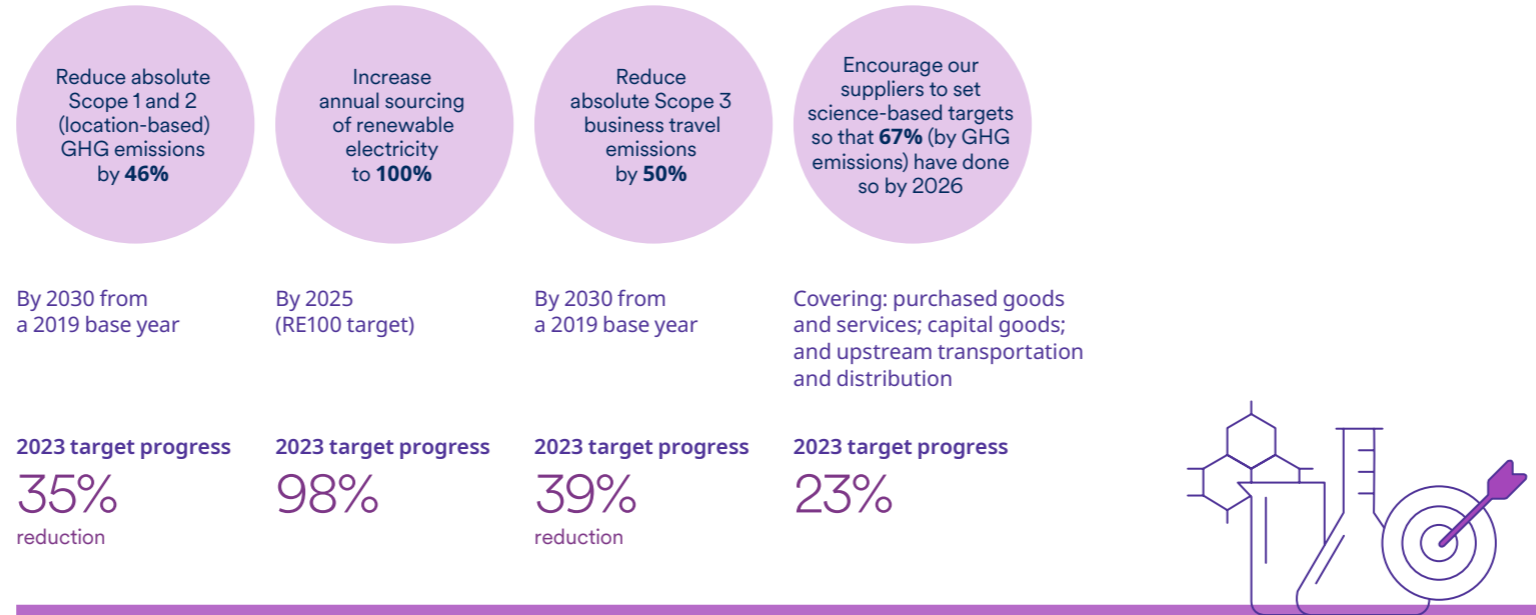 Reduce absolute
Scope 1 and 2
(location-based)
GHG emissions
by 46%
Increase
annual sourcing
of renewable
electricity
to 100%
Reduce
absolute Scope 3
business travel
emissions
by 50%
Encourage our
suppliers to set
science-based targets
so that 67% (by GHG
emissions) have done
so by 2026
By 2030 from
a 2019 base year
By 2025
(RE100 target)
By 2030 from
a 2019 base year
Covering: purchased goods
and services; capital goods;
and upstream transportation
and distribution
2023 target progress
35%
reduction
2023 target progress
98%
2023 target progress
39%
reduction
2023 target progress
23%